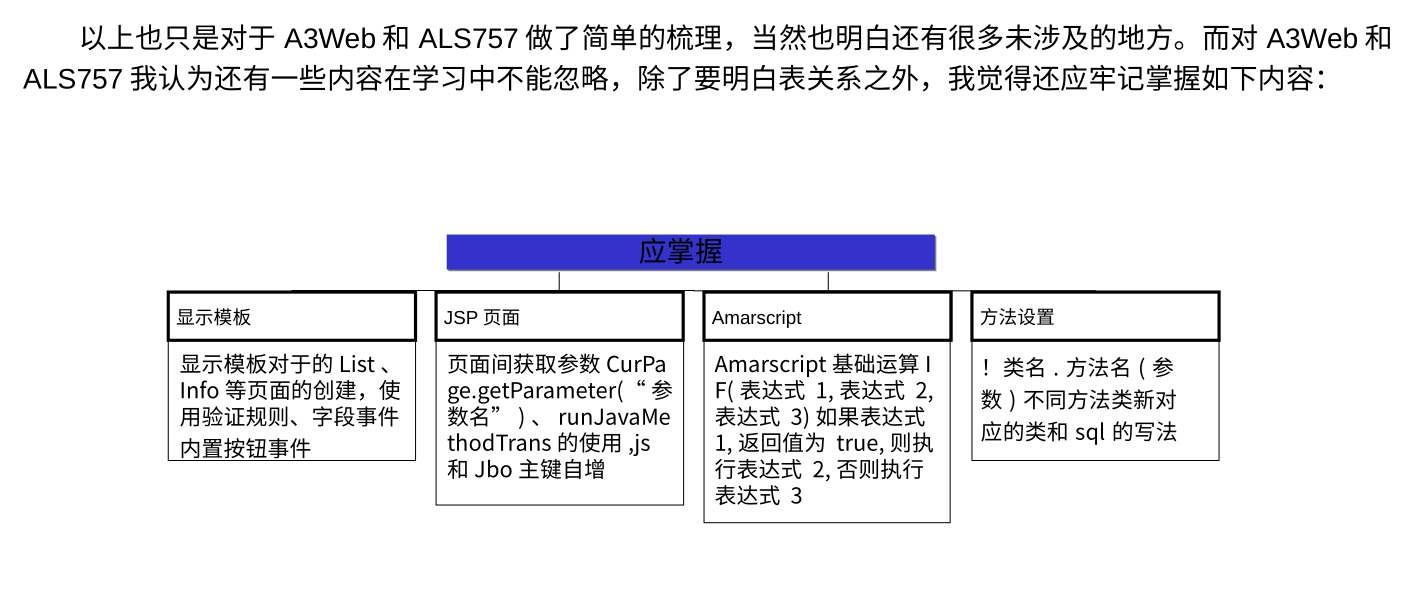 以上也只是对于 A3Web 和 ALS757 做了简单的梳理，当然也明白还有很多未涉及的地方。而对 A3Web 和
ALS757 我认为还有一些内容在学习中不能忽略，除了要明白表关系之外，我觉得还应牢记掌握如下内容：
应掌握
显示模板
显示模板对于的 List 、
Info 等页面的创建，使
用验证规则、字段事件
内置按钮事件
JSP 页面
页面间获取参数 CurPa
ge.getParameter( “ 参
数名” ) 、 runJavaMe
thodTrans 的使用 ,js
和 Jbo 主键自增
Amarscript
Amarscript 基础运算 I
F( 表达式 1, 表达式 2,
表达式 3) 如果表达式
1, 返回值为 true, 则执
行表达式 2, 否则执行
表达式 3
方法设置
！类名 . 方法名 ( 参
数 ) 不同方法类新对
应的类和 sql 的写法